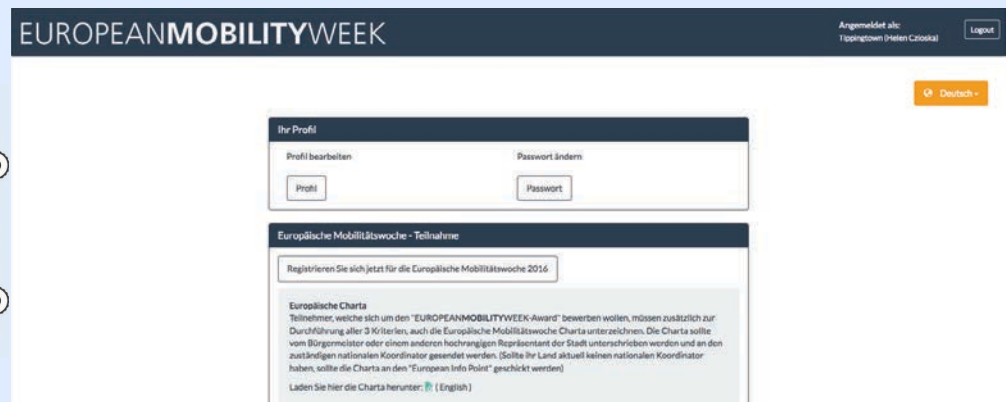 EUROPEANMOBILITYWEEK
Angemeldet als:
Tippingtown (Helen Czioska)
Logout
Deutsch
Ihr Profil
Profil bearbeiten
Passwort ändern
Profil
Passwort
Europäische Mobilitätswoche - Teilnahme
Registrieren Sie sich jetzt für die Europäische Mobilitätswoche 2016
Europäische Charta
Teilnehmer, welche sich um den "EUROPEANMOBILITYWEEK-Award" bewerben wollen, müssen zusätzlich zur
Durchführung aller 3 Kriterien, auch die Europäische Mobilitätswoche Charta unterzeichnen. Die Charta sollte
vom Bürgermeister oder einem anderen hochrangigen Repräsentant der Stadt unterschrieben werden und an den
zuständigen nationalen Koordinator gesendet werden. (Sollte ihr Land aktuell keinen nationalen Koordinator
haben, sollte die Charta an den "European Info Point" geschickt werden)
Laden Sie hier die Charta herunter: ( English )